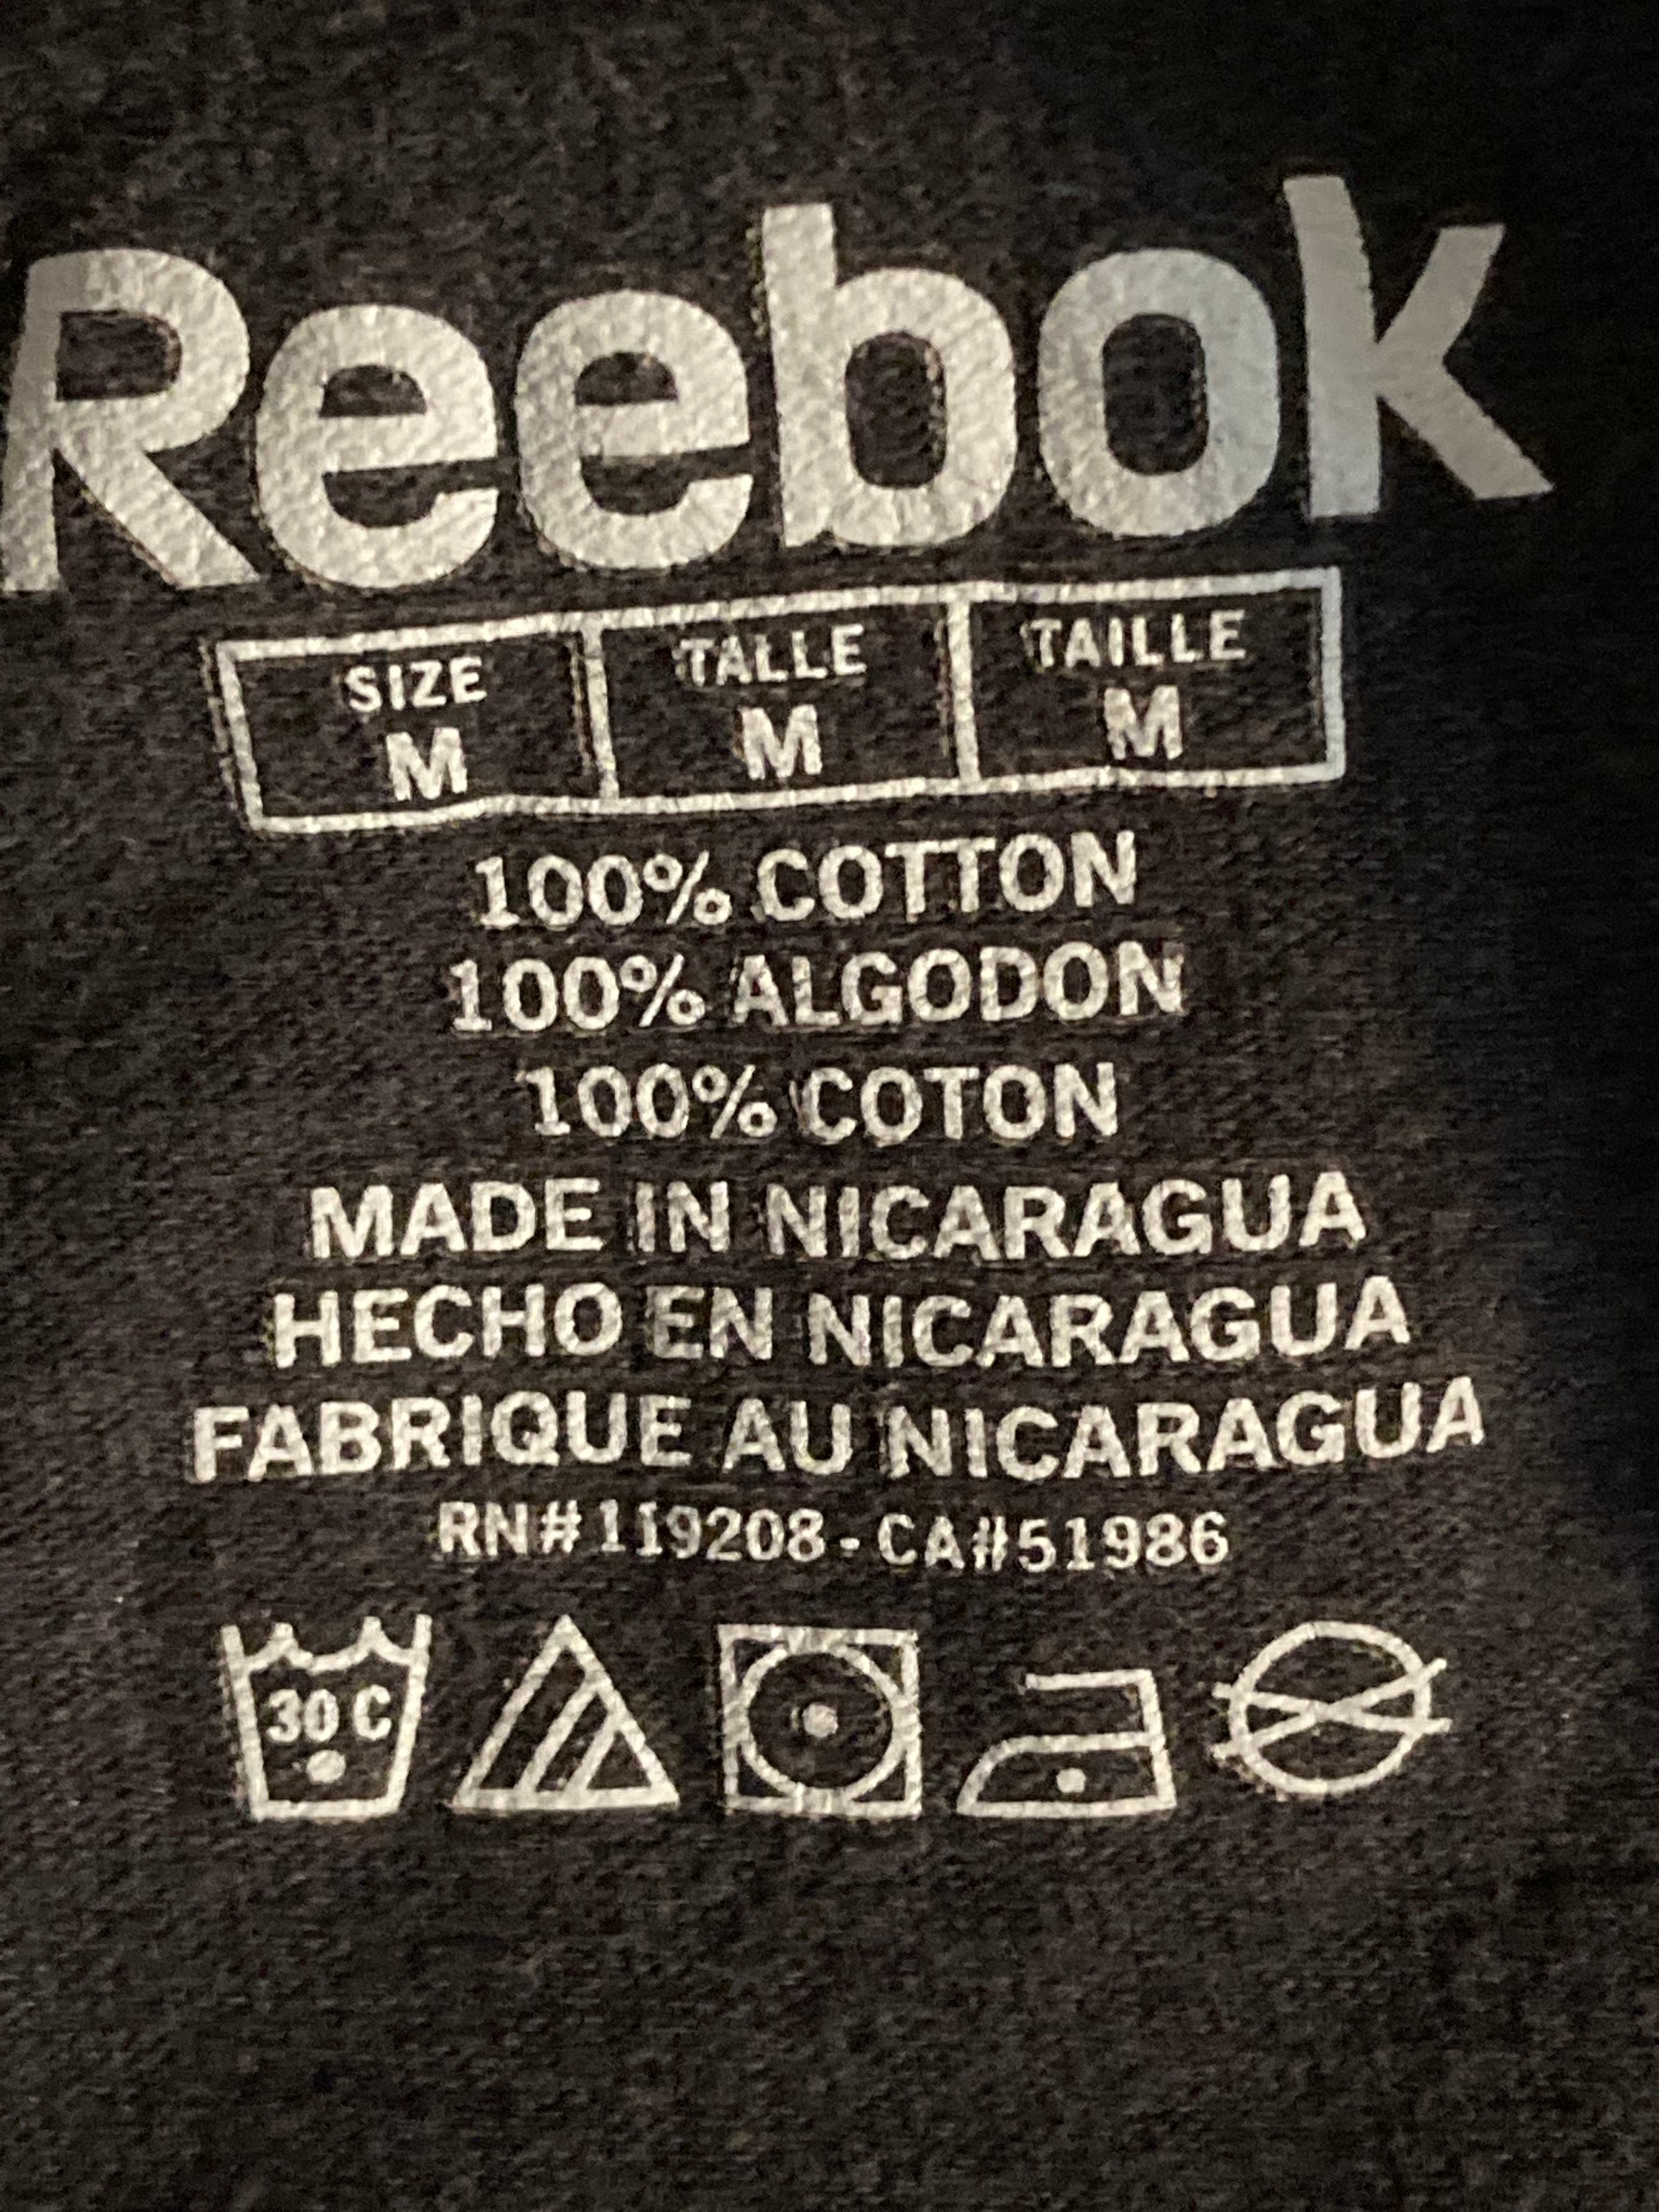 Reebok
SIZE TALLE TAILLE
M M M
100% COTTON
100% ALGODON
100% COTON
MADE IN NICARAGUA
HECHO EN NICARAGUA
FABRIQUE AU NICARAGUA
RN#119208-CA#51986
30 C